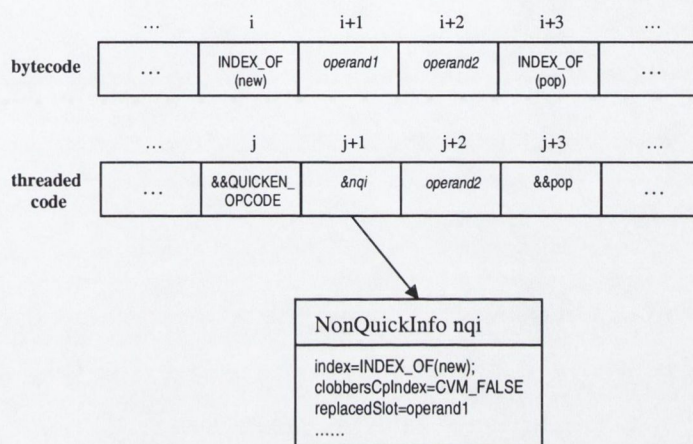 ... i i+1 i+2 i+3 ...
bytecode ... INDEX_OF (new) operand1 operand2 INDEX_OF (pop) ...
... j j+1 j+2 j+3 ...
threaded code ... &&QUICKEN_ OPCODE &nqi operand2 &&pop ...
NonQuickInfo nqi
index=INDEX_OF(new);
clobbersCpIndex=CVM_FALSE
replacedSlot=operand1
......